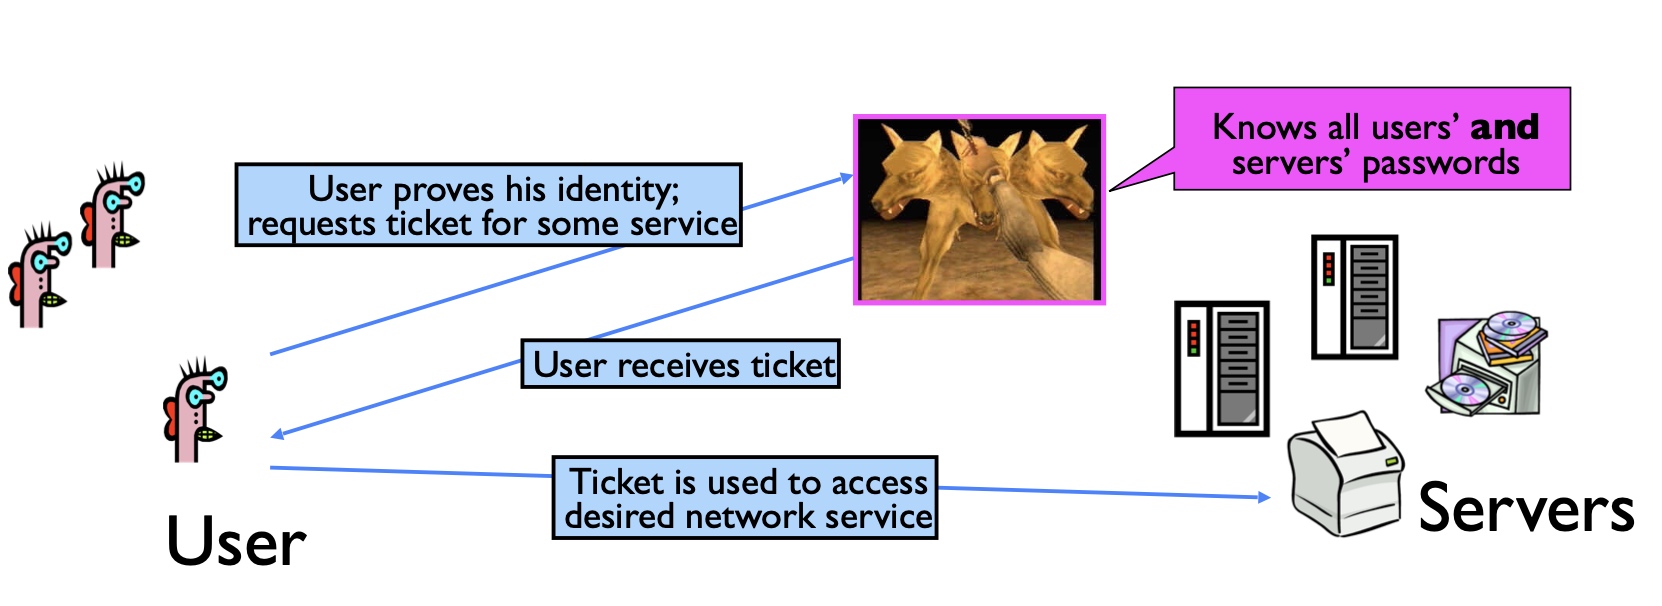 Knows all users’ and
servers’ passwords
User proves his identity;
requests ticket for some service
User receives ticket
Ticket is used to access
desired network service
User
Servers